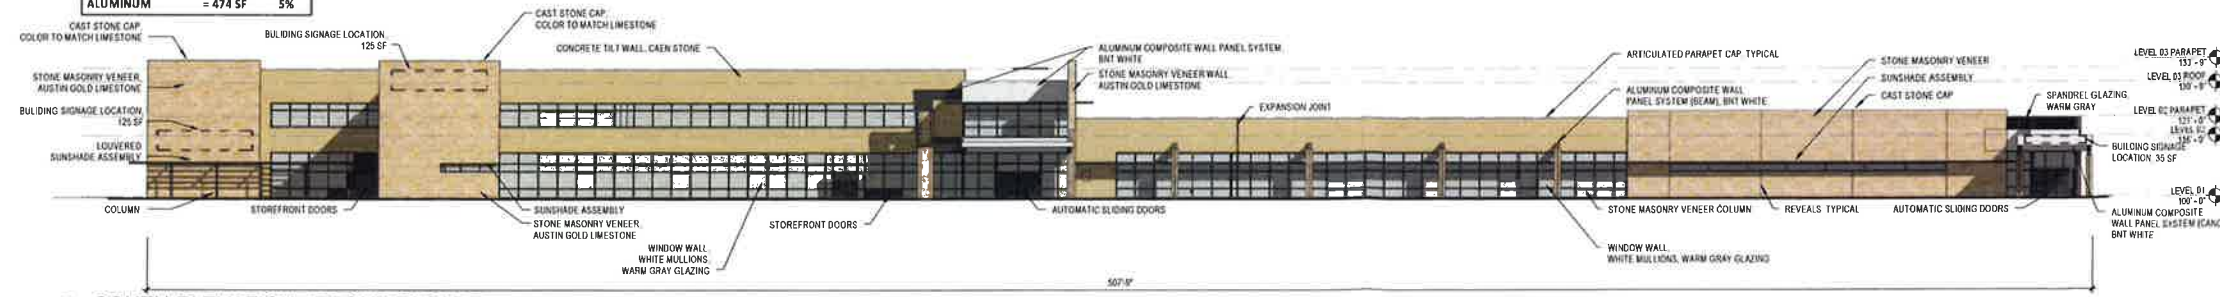 ALUMINUM = 474 SF 5%
CAST STONE CAP,
COLOR TO MATCH LIMESTONE
BULIDING SIGNAGE LOCATION,
125 SF
CAST STONE CAP,
COLOR TO MATCH LIMESTONE
CONCRETE TILT WALL, CAEN STONE
ALUMINUM COMPOSITE WALL PANEL SYSTEM,
BNT WHITE
STONE MASONRY VENEER WALL,
AUSTIN GOLD LIMESTONE
EXPANSION JOINT
ARTICULATED PARAPET CAP, TYPICAL
ALUMINUM COMPOSITE WALL
PANEL SYSTEM (BEAM), BNT WHITE
STONE MASONRY VENEER
SUNSHADE ASSEMBLY
CAST STONE CAP
SPANDREL GLAZING,
WARM GRAY
LEVEL 03 PARAPET
133' - 9"
LEVEL 03 ROOF
130' - 9"
LEVEL 02 PARAPET
121' - 0"
LEVEL 02
STONE MASONRY VENEER,
AUSTIN GOLD LIMESTONE
BULIDING SIGNAGE LOCATION,
125 SF
LOUVERED
SUNSHADE ASSEMBLY
BUILDING SIGNAGE
LOCATION, 35 SF
LEVEL 01
100' - 0"
COLUMN
STOREFRONT DOORS
SUNSHADE ASSEMBLY
STONE MASONRY VENEER,
AUSTIN GOLD LIMESTONE
WINDOW WALL,
WHITE MULLIONS,
WARM GRAY GLAZING
STOREFRONT DOORS
AUTOMATIC SLIDING DOORS
STONE MASONRY VENEER COLUMN
REVEALS, TYPICAL
AUTOMATIC SLIDING DOORS
WINDOW WALL,
WHITE MULLIONS, WARM GRAY GLAZING
ALUMINUM COMPOSITE
WALL PANEL SYSTEM
BNT WHITE
507'-8"